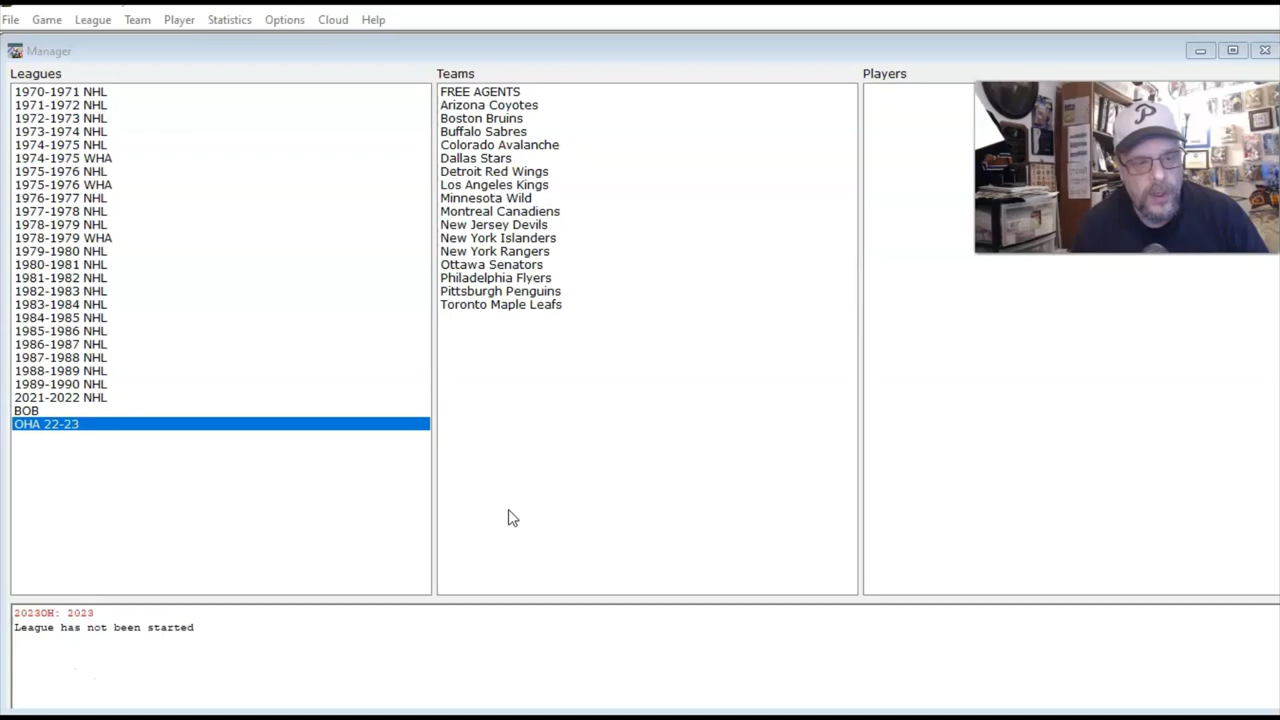 File Game League Team Player Statistics Options Cloud Help
Manager
Leagues
1970-1971 NHL
1971-1972 NHL
1972-1973 NHL
1973-1974 NHL
1974-1975 NHL
1974-1975 WHA
1975-1976 NHL
1975-1976 WHA
1976-1977 NHL
1977-1978 NHL
1978-1979 NHL
1978-1979 WHA
1979-1980 NHL
1980-1981 NHL
1981-1982 NHL
1982-1983 NHL
1983-1984 NHL
1984-1985 NHL
1985-1986 NHL
1986-1987 NHL
1987-1988 NHL
1988-1989 NHL
1989-1990 NHL
2021-2022 NHL
BOB
OHA 22-23
Teams
FREE AGENTS
Arizona Coyotes
Boston Bruins
Buffalo Sabres
Colorado Avalanche
Dallas Stars
Detroit Red Wings
Los Angeles Kings
Minnesota Wild
Montreal Canadiens
New Jersey Devils
New York Islanders
New York Rangers
Ottawa Senators
Philadelphia Flyers
Pittsburgh Penguins
Toronto Maple Leafs
Players
P
2023OH: 2023
League has not been started